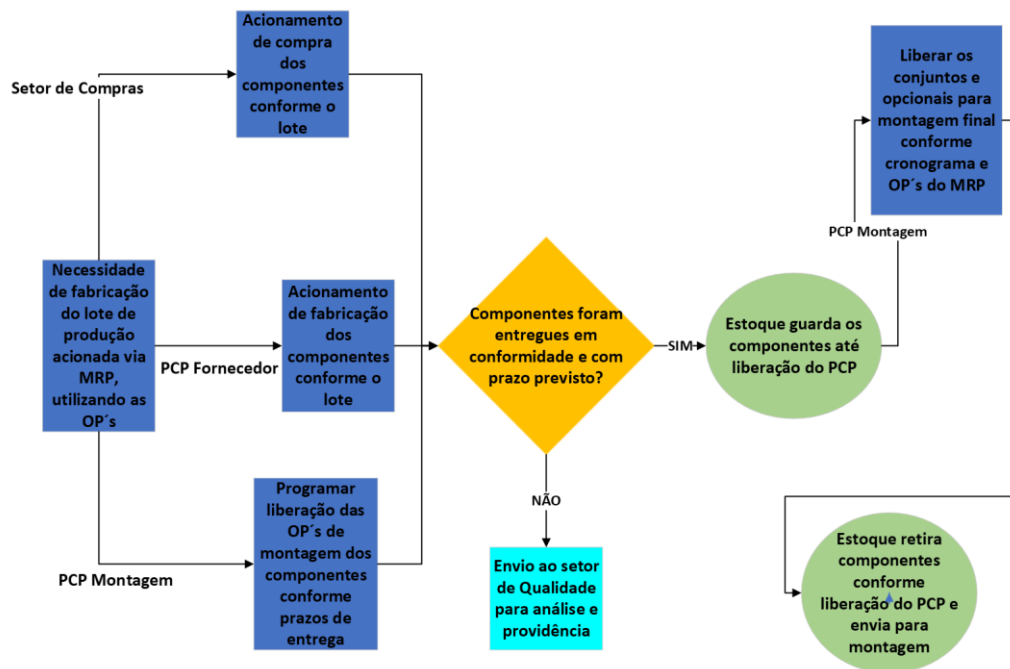 Acionamento
de compra
dos
componentes
conforme o
lote
Setor de Compras
Necessidade
de fabricação
do lote de
produção
acionada via
MRP,
utilizando as
OP´s
PCP Fornecedor
Acionamento
de fabricação
dos
componentes
conforme o
lote
PCP Montagem
Programar
liberação das
OP´s de
montagem dos
componentes
conforme
prazos de
entrega
Componentes foram
entregues em
conformidade e com
prazo previsto?
SIM
NÃO
Envio ao setor
de Qualidade
para análise e
providência
Estoque guarda os
componentes até
liberação do PCP
PCP Montagem
Liberar os
conjuntos e
opcionais para
montagem final
conforme
cronograma e
OP´s do MRP
Estoque retira
componentes
conforme
liberação do PCP e
envia para
montagem